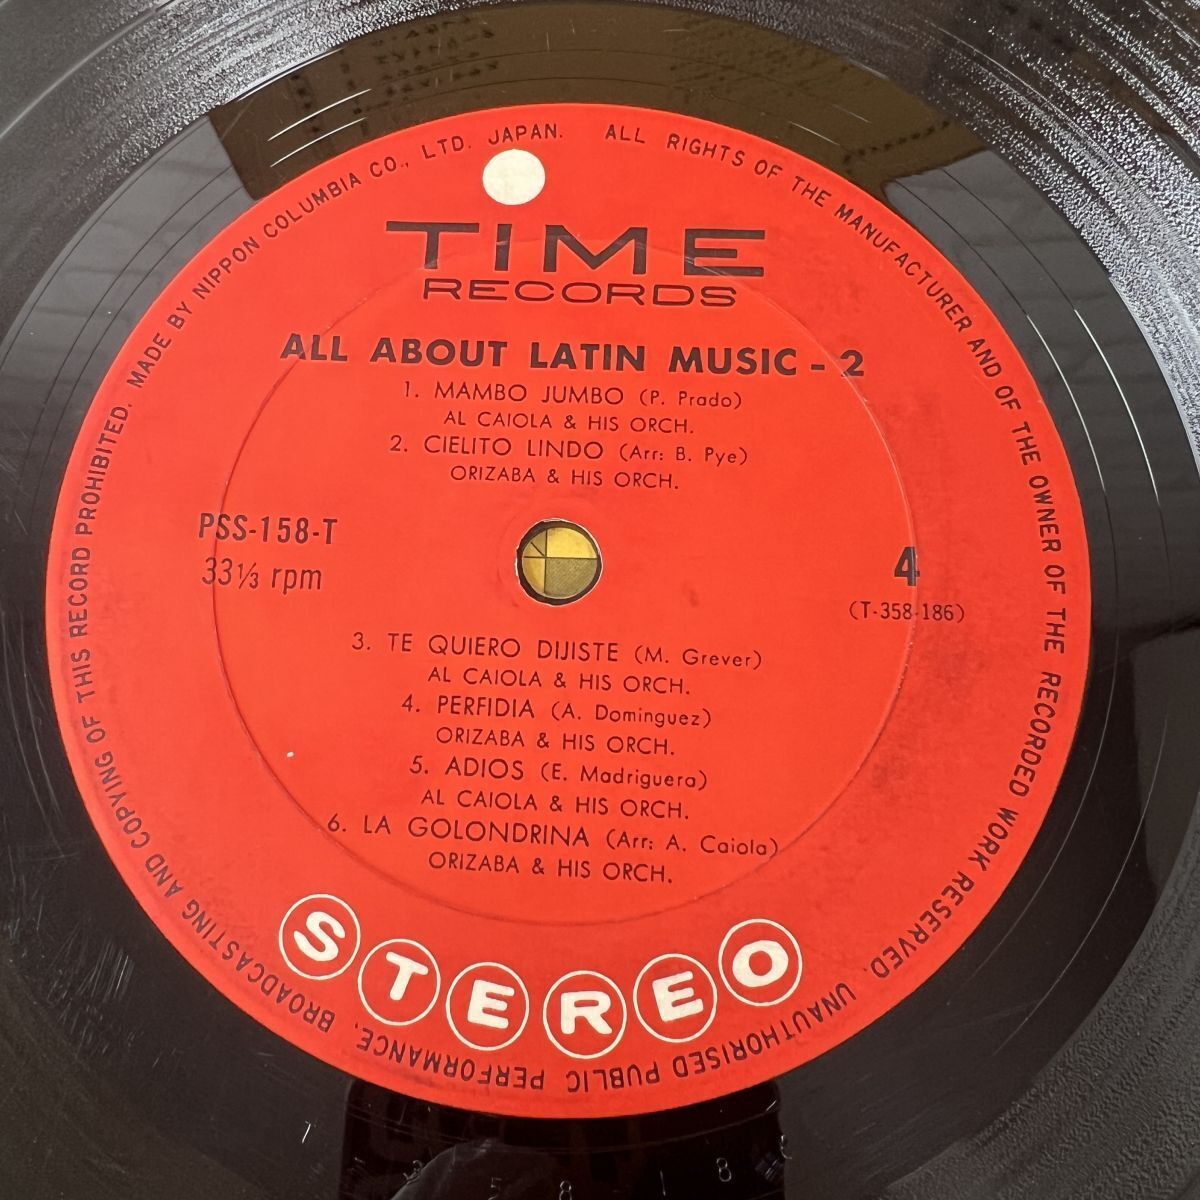 MADE BY NIPPON COLUMBIA CO., LTD. JAPAN. ALL RIGHTS OF THE MANUFACTURER AND OF THE OWNER OF THE RECORDED WORK RESERVED. UNAUTHORISED PUBLIC PERFORMANCE, BROADCASTING AND COPYING OF THIS RECORD PROHIBITED.
TIME
RECORDS
ALL ABOUT LATIN MUSIC - 2
1. MAMBO JUMBO (P. Prado)
AL CAIOLA & HIS ORCH.
2. CIELITO LINDO (Arr: B. Pye)
ORIZABA & HIS ORCH.
PSS-158-T
33⅓ rpm
4
(T-358-186)
3. TE QUIERO DIJISTE (M. Grever)
AL CAIOLA & HIS ORCH.
4. PERFIDIA (A. Dominguez)
ORIZABA & HIS ORCH.
5. ADIOS (E. Madriguera)
AL CAIOLA & HIS ORCH.
6. LA GOLONDRINA (Arr: A. Caiola)
ORIZABA & HIS ORCH.
STEREO